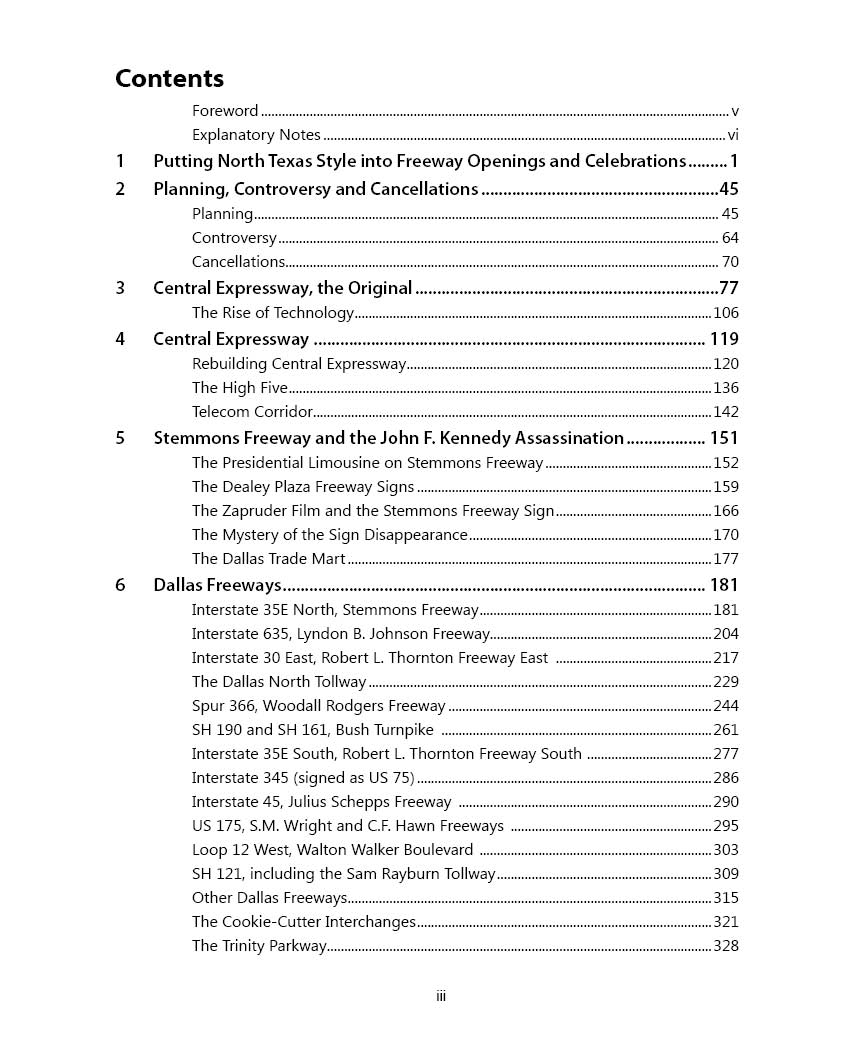 Contents
Foreword ........ v
Explanatory Notes ........ vi
1 Putting North Texas Style into Freeway Openings and Celebrations ......... 1
2 Planning, Controversy and Cancellations ........ 45
Planning ........ 45
Controversy ........ 64
Cancellations ........ 70
3 Central Expressway, the Original ........ 77
The Rise of Technology ........ 106
4 Central Expressway ........ 119
Rebuilding Central Expressway ........ 120
The High Five ........ 136
Telecom Corridor ........ 142
5 Stemmons Freeway and the John F. Kennedy Assassination ........ 151
The Presidential Limousine on Stemmons Freeway ........ 152
The Dealey Plaza Freeway Signs ........ 159
The Zapruder Film and the Stemmons Freeway Sign ........ 166
The Mystery of the Sign Disappearance ........ 170
The Dallas Trade Mart ........ 177
6 Dallas Freeways ........ 181
Interstate 35E North, Stemmons Freeway ........ 181
Interstate 635, Lyndon B. Johnson Freeway ........ 204
Interstate 30 East, Robert L. Thornton Freeway East ........ 217
The Dallas North Tollway ........ 229
Spur 366, Woodall Rodgers Freeway ........ 244
SH 190 and SH 161, Bush Turnpike ........ 261
Interstate 35E South, Robert L. Thornton Freeway South ........ 277
Interstate 345 (signed as US 75) ........ 286
Interstate 45, Julius Schepps Freeway ........ 290
US 175, S.M. Wright and C.F. Hawn Freeways ........ 295
Loop 12 West, Walton Walker Boulevard ........ 303
SH 121, including the Sam Rayburn Tollway ........ 309
Other Dallas Freeways ........ 315
The Cookie-Cutter Interchanges ........ 321
The Trinity Parkway ........ 328
iii